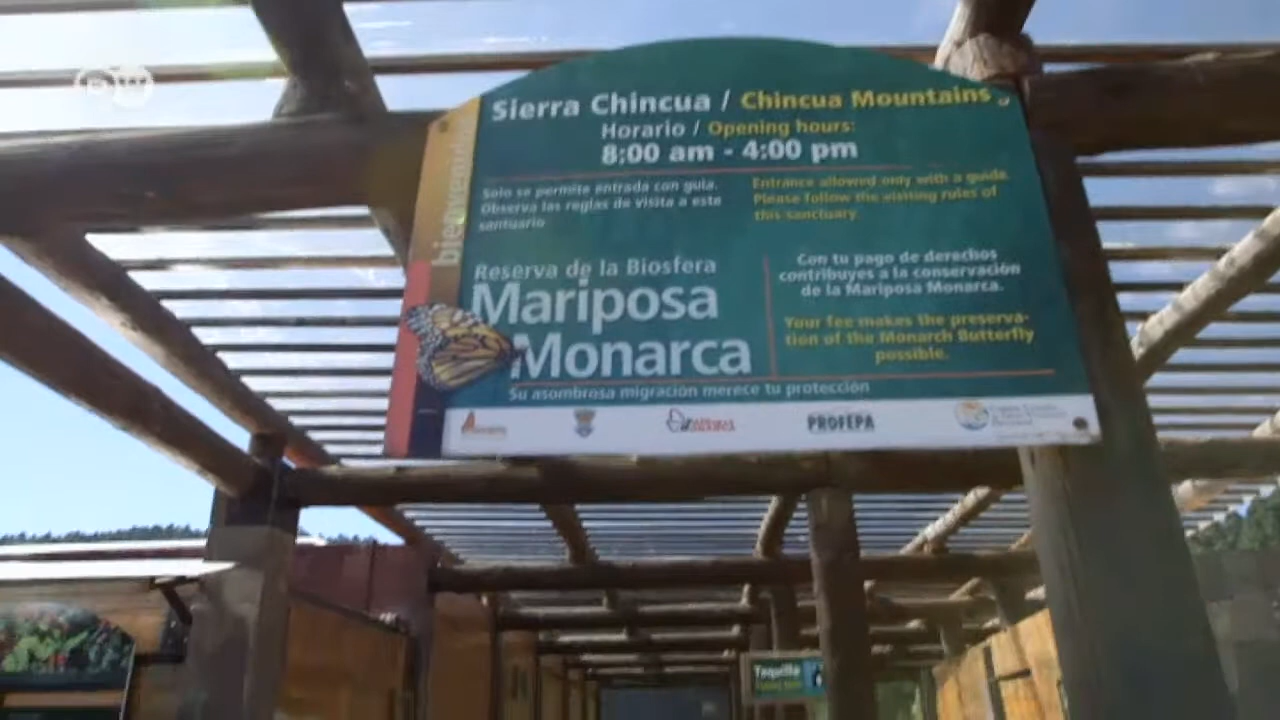 DW
Sierra Chincua / Chincua Mountains
Horario / Opening hours:
8:00 am - 4:00 pm
bienvenidos
Solo se permite entrada con guía.
Observa las reglas de visita a este
santuario
Entrance allowed only with a guide.
Please follow the visiting rules of
this sanctuary.
Reserva de la Biosfera
Mariposa
Monarca
Con tu pago de derechos
contribuyes a la conservación
de la Mariposa Monarca.
Your fee makes the preserva-
tion of the Monarch Butterfly
possible.
Su asombrosa migración merece tu protección
PROFEPA
Taquilla